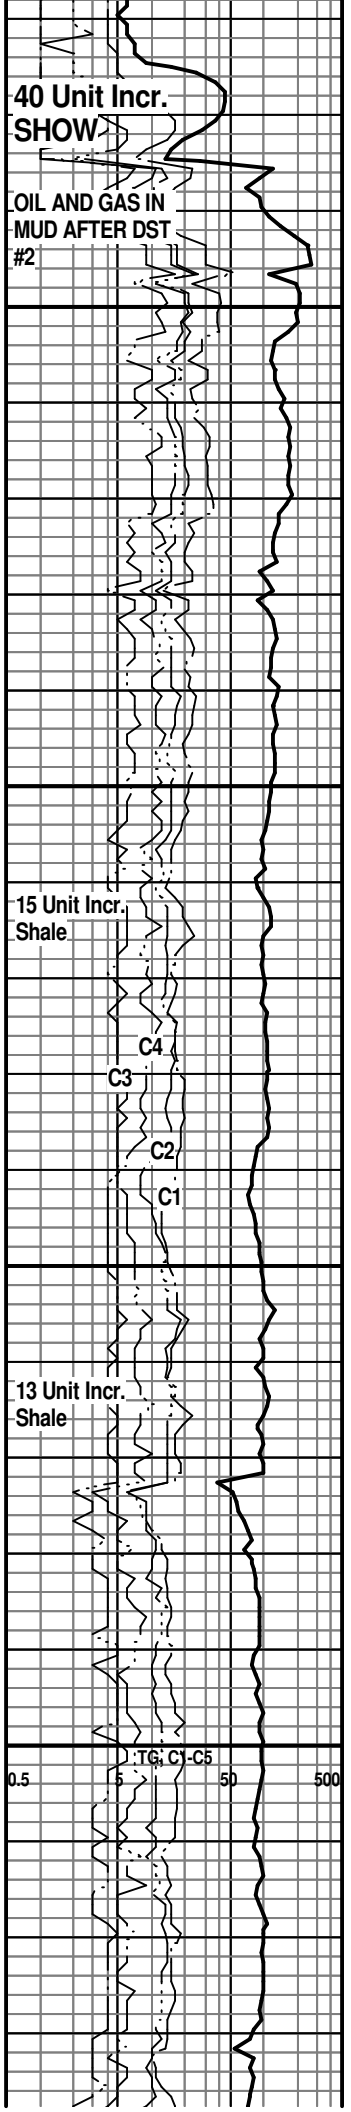 40 Unit Incr.
SHOW
OIL AND GAS IN
MUD AFTER DST
#2
15 Unit Incr.
Shale
C4
C3
C2
C1
13 Unit Incr.
Shale
TG, C1-C5
0.5 5 50 500